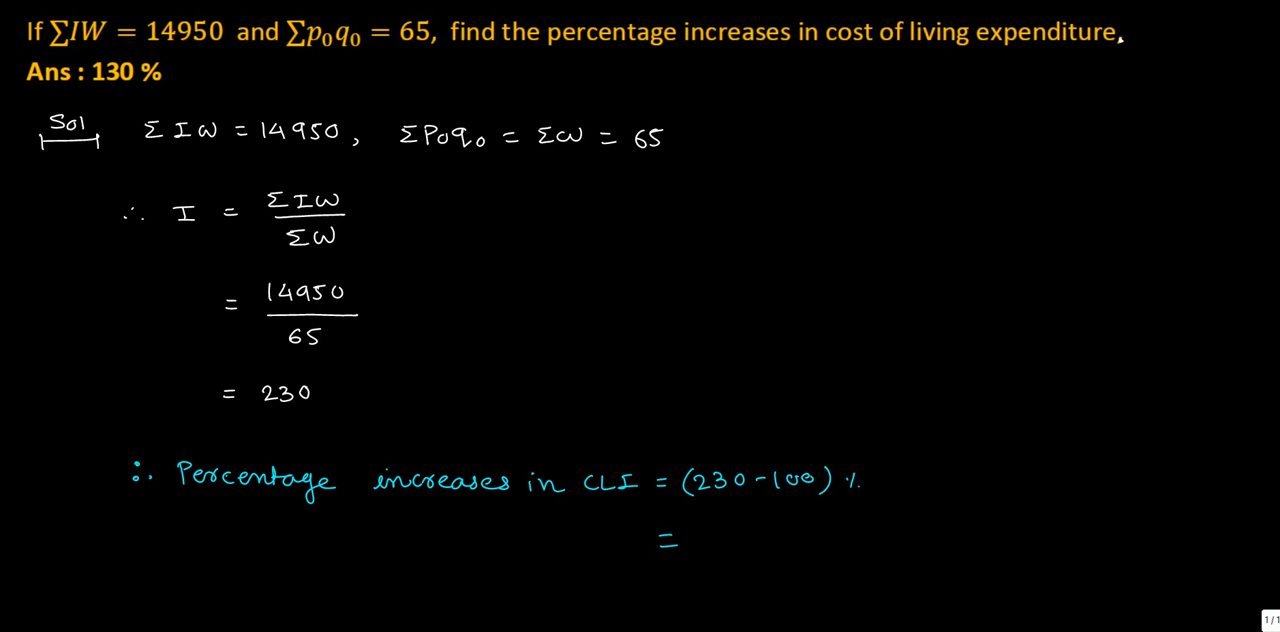 If ∑IW = 14950 and ∑p₀q₀ = 65, find the percentage increases in cost of living expenditure.
Ans : 130 %
Sol Σ I W = 14950, ΣP₀q₀ = ΣW = 65
∴ I = ΣIW / ΣW
= 14950 / 65
= 230
∴ Percentage increases in CLI = (230 - 100) %
=
1/1